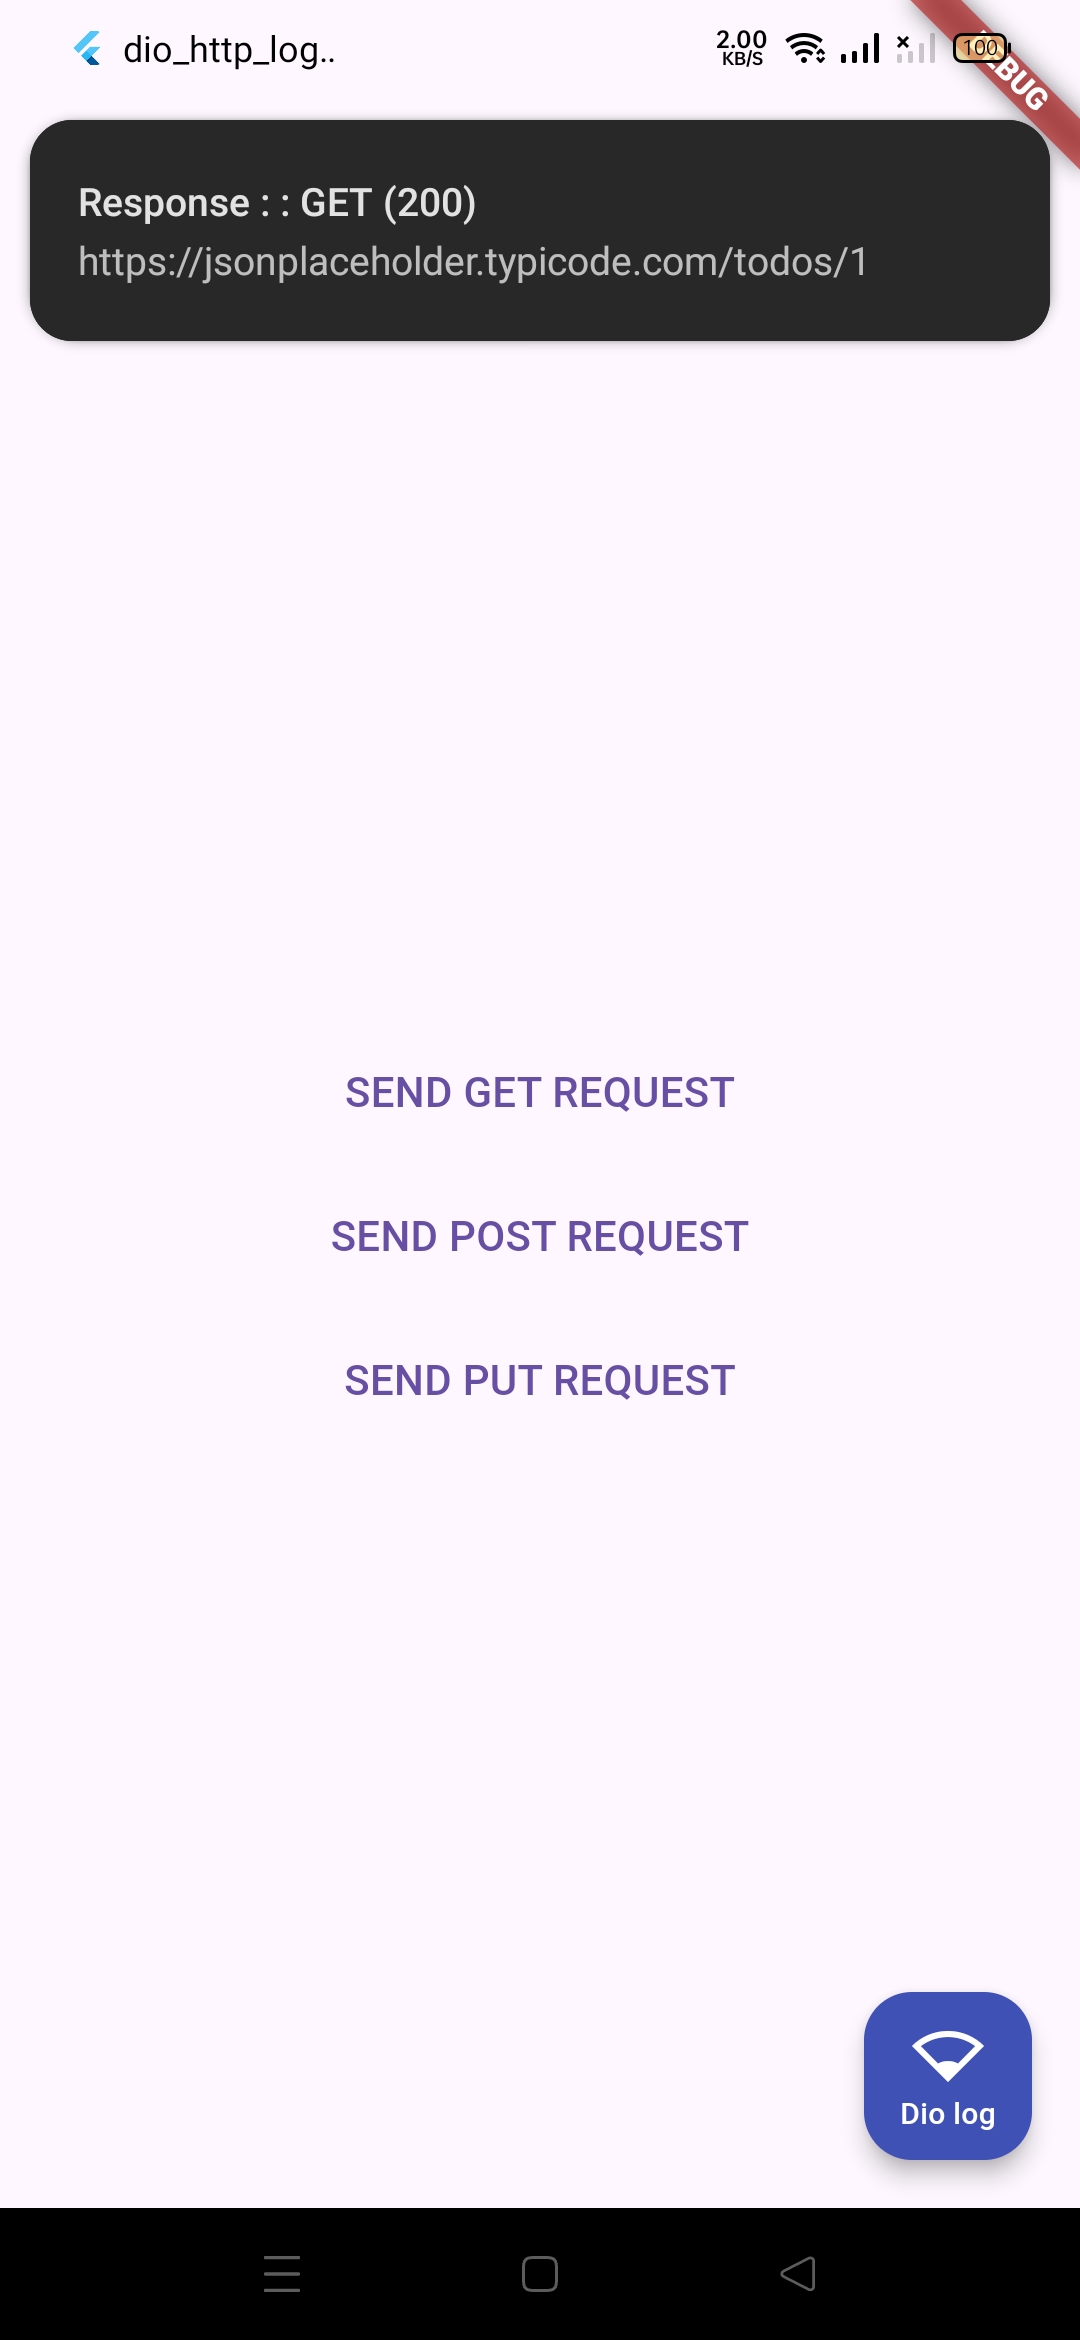 dio_http_log..
2.00
KB/S
100
DEBUG
Response : : GET (200)
https://jsonplaceholder.typicode.com/todos/1
SEND GET REQUEST
SEND POST REQUEST
SEND PUT REQUEST
Dio log